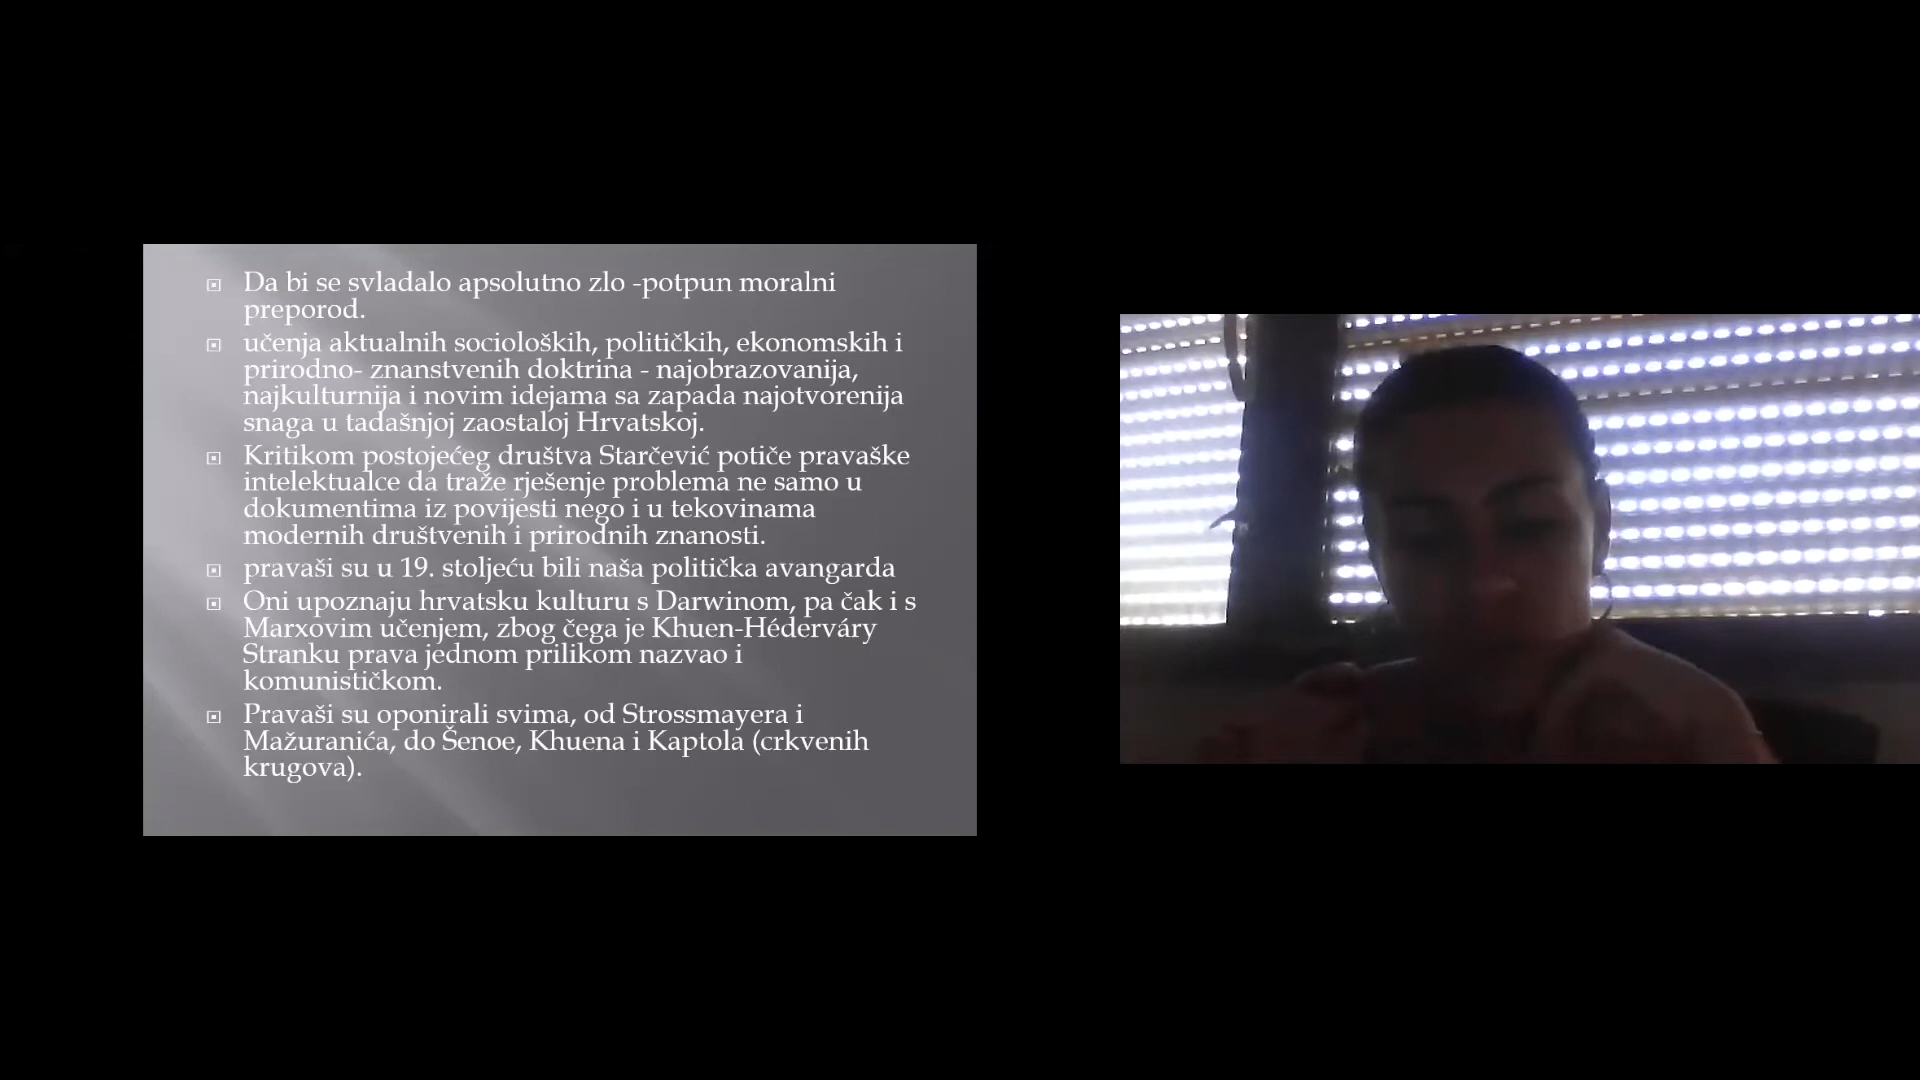 Da bi se svladalo apsolutno zlo -potpun moralni
preporod.
učenja aktualnih socioloških, političkih, ekonomskih i
prirodno- znanstvenih doktrina - najobrazovanija,
najkulturnija i novim idejama sa zapada najotvorenija
snaga u tadašnjoj zaostaloj Hrvatskoj.
Kritikom postojećeg društva Starčević potiče pravaške
intelektualce da traže rješenje problema ne samo u
dokumentima iz povijesti nego i u tekovinama
modernih društvenih i prirodnih znanosti.
pravaši su u 19. stoljeću bili naša politička avangarda
Oni upoznaju hrvatsku kulturu s Darwinom, pa čak i s
Marxovim učenjem, zbog čega je Khuen-Héderváry
Stranku prava jednom prilikom nazvao i
komunističkom.
Pravaši su oponirali svima, od Strossmayera i
Mažuranića, do Šenoe, Khuena i Kaptola (crkvenih
krugova).